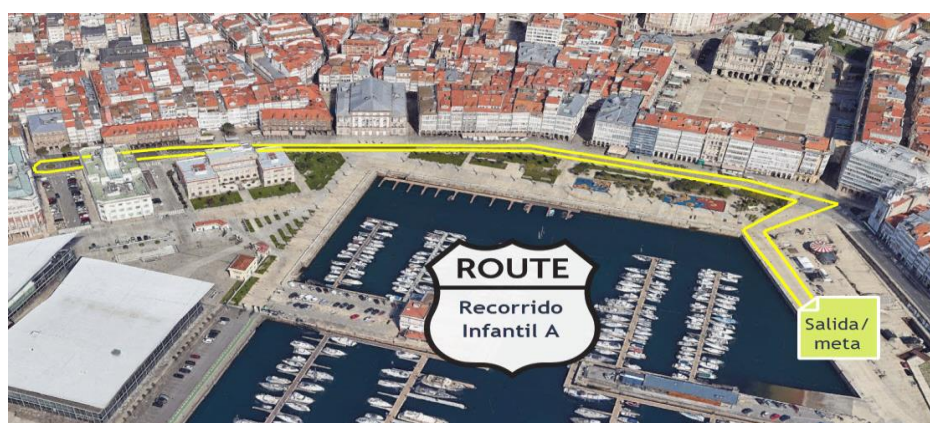 ROUTE
Recorrido
Infantil A
Salida/
meta